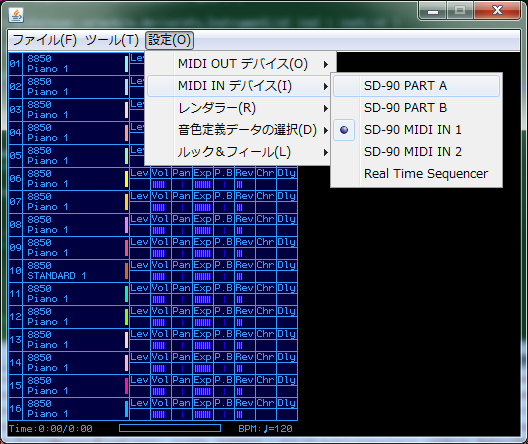 ファイル(F) ツール(T) 設定(O)
MIDI OUT デバイス(O)
MIDI IN デバイス(I)
レンダラー(R)
音色定義データの選択(D)
ルック＆フィール(L)
SD-90 PART A
SD-90 PART B
SD-90 MIDI IN 1
SD-90 MIDI IN 2
Real Time Sequencer
01 8850 Lev
Piano 1
02 8850
Piano 1
03 8850
Piano 1
04 8850
Piano 1
05 8850
Piano 1
06 8850 Lev Vol Pan Exp P.B Rev Chr Dly
Piano 1
07 8850 Lev Vol Pan Exp P.B Rev Chr Dly
Piano 1
08 8850 Lev Vol Pan Exp P.B Rev Chr Dly
Piano 1
09 8850 Lev Vol Pan Exp P.B Rev Chr Dly
Piano 1
10 8850 Lev Vol Pan Exp P.B Rev Chr Dly
STANDARD 1
11 8850 Lev Vol Pan Exp P.B Rev Chr Dly
Piano 1
12 8850 Lev Vol Pan Exp P.B Rev Chr Dly
Piano 1
13 8850 Lev Vol Pan Exp P.B Rev Chr Dly
Piano 1
14 8850 Lev Vol Pan Exp P.B Rev Chr Dly
Piano 1
15 8850 Lev Vol Pan Exp P.B Rev Chr Dly
Piano 1
16 8850 Lev Vol Pan Exp P.B Rev Chr Dly
Piano 1
Time:0:00/0:00 BPM:♩=120